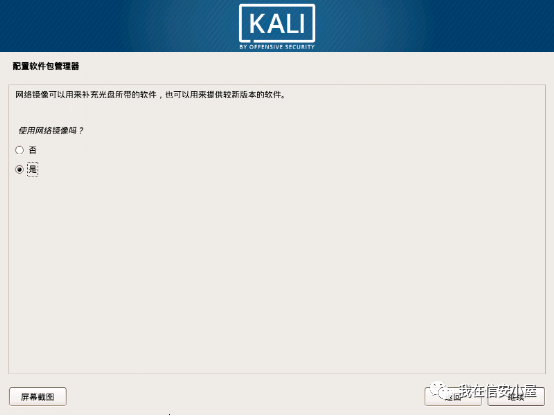 KALI
BY OFFENSIVE SECURITY
配置软件包管理器
网络镜像可以用来补充光盘所带的软件，也可以用来提供较新版本的软件。
使用网络镜像吗？
否
是
屏幕截图
返回
继续
我在信安小屋